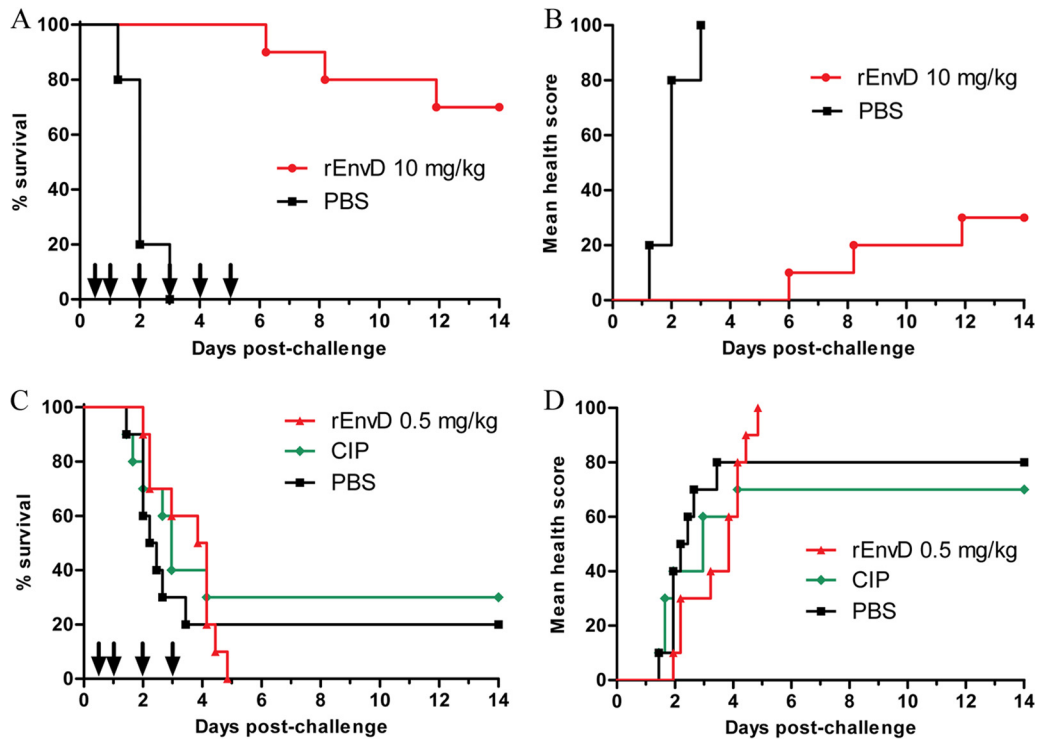 A
% survival
100
80
60
40
20
0
rEnvD 10 mg/kg
PBS
0 2 4 6 8 10 12 14
Days post-challenge
B
Mean health score
100
80
60
40
20
0
rEnvD 10 mg/kg
PBS
0 2 4 6 8 10 12 14
Days post-challenge
C
% survival
100
80
60
40
20
0
rEnvD 0.5 mg/kg
CIP
PBS
0 2 4 6 8 10 12 14
Days post-challenge
D
Mean health score
100
80
60
40
20
0
rEnvD 0.5 mg/kg
CIP
PBS
0 2 4 6 8 10 12 14
Days post-challenge